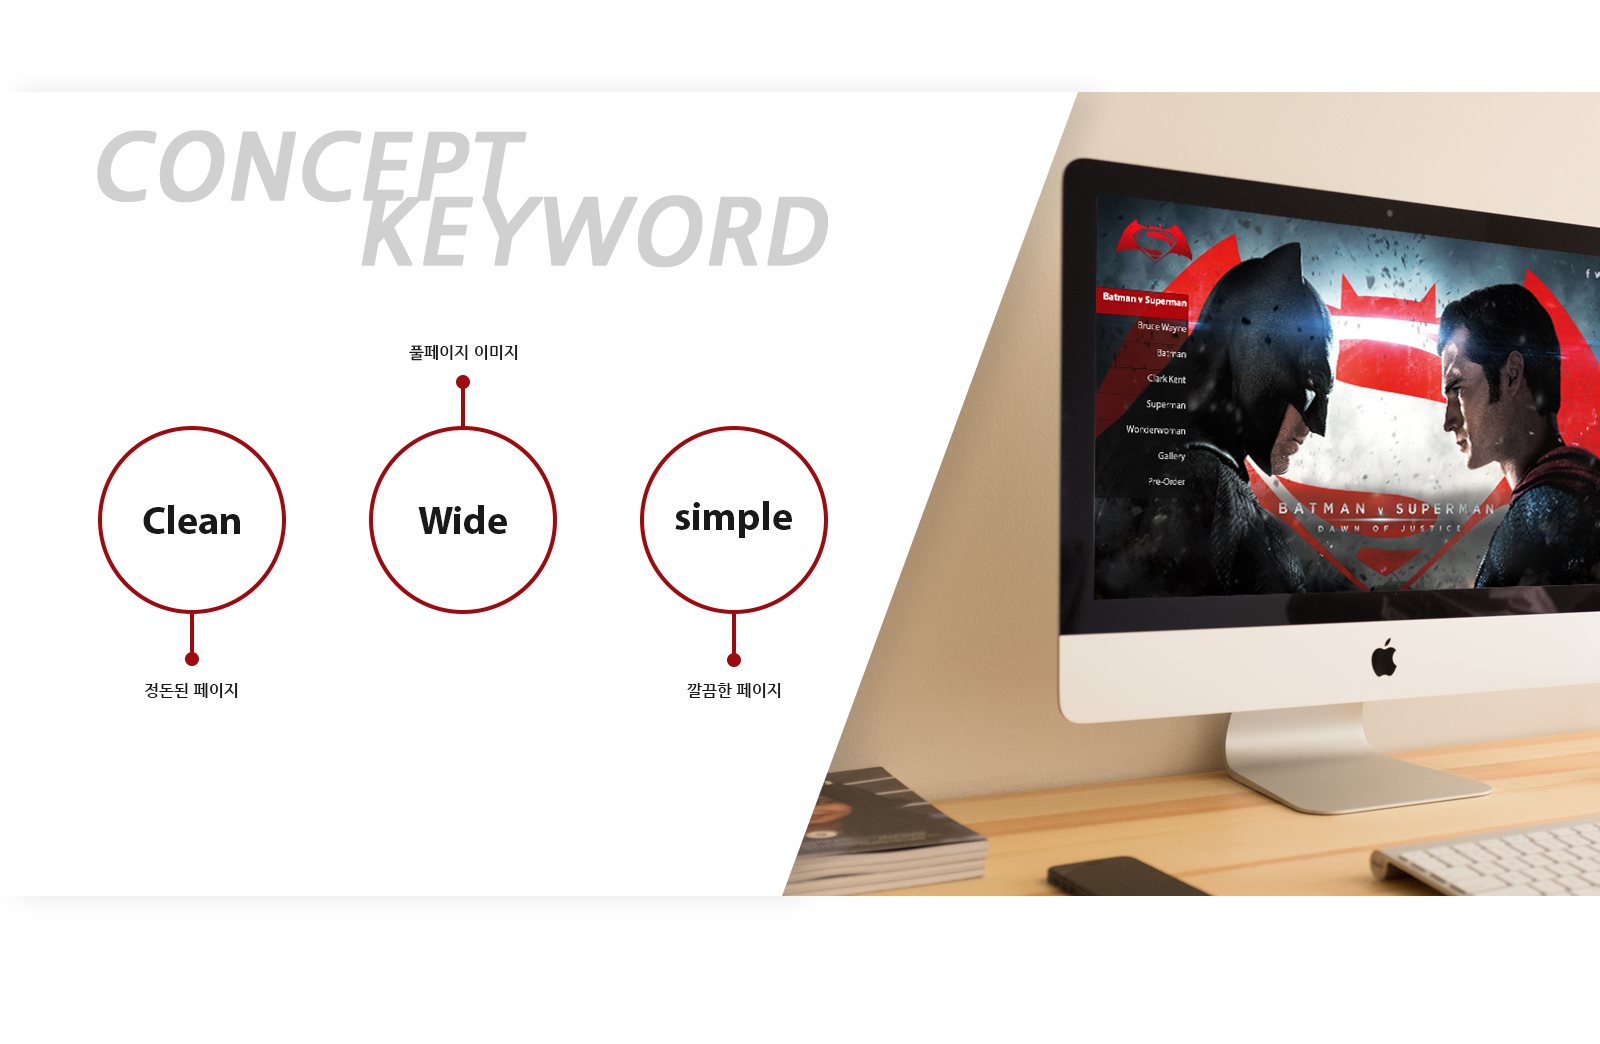 CONCEPT
KEYWORD
풀페이지 이미지
Clean
Wide
simple
정돈된 페이지
깔끔한 페이지
Batman v Superman
Bruce Wayne
Batman
Clark Kent
Superman
Wonderwoman
Gallery
Pre-Order
BATMAN v SUPERMAN
DAWN OF JUSTICE